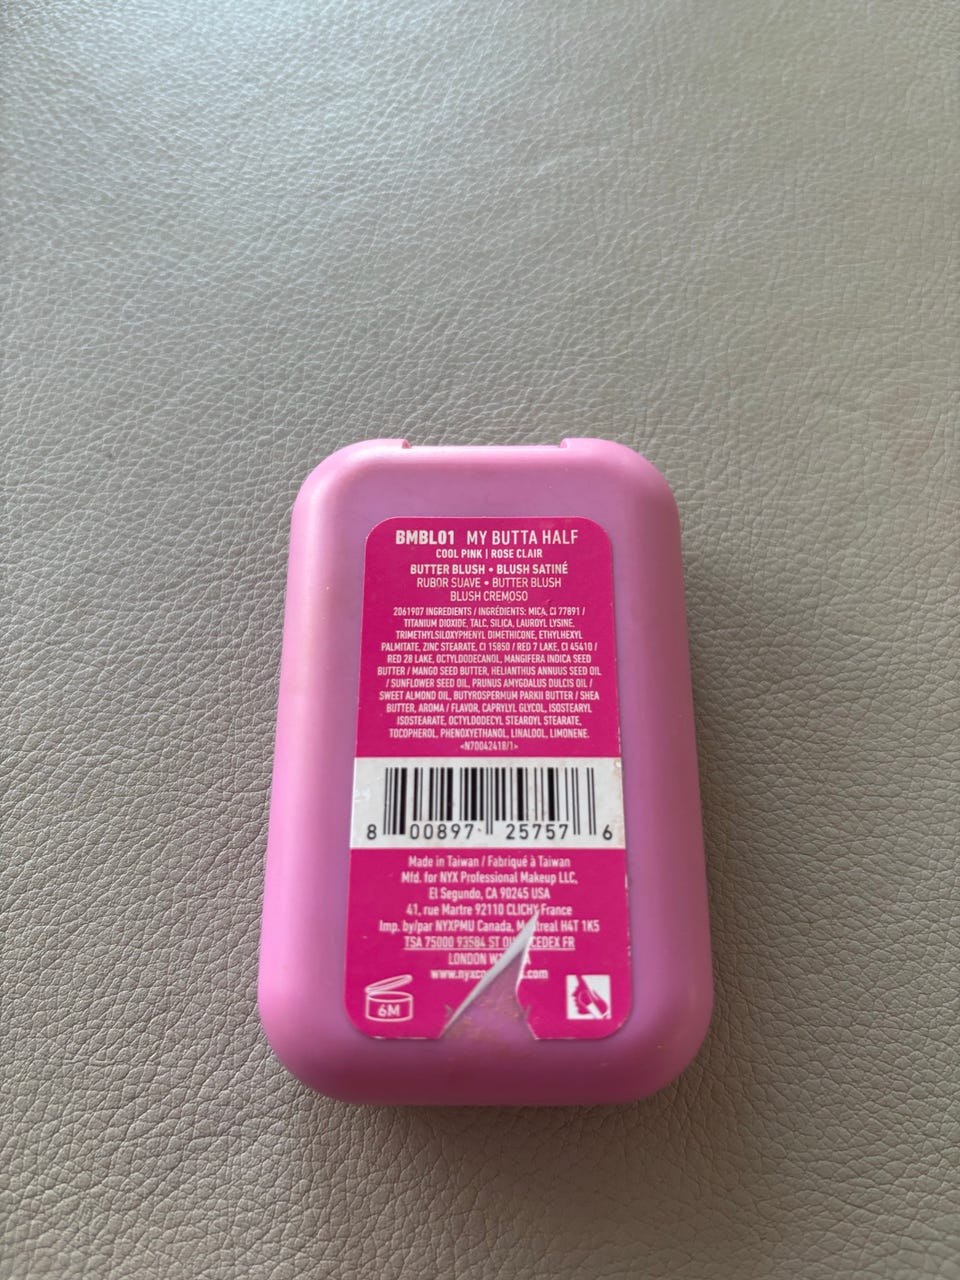 BMBL01 MY BUTTA HALF
COOL PINK | ROSE CLAIR
BUTTER BLUSH • BLUSH SATINÉ
RUBOR SUAVE • BUTTER BLUSH
BLUSH CREMOSO
2061907 INGREDIENTS / INGRÉDIENTS: MICA, CI 77891 /
TITANIUM DIOXIDE, TALC, SILICA, LAUROYL LYSINE,
TRIMETHYLSILOXYPHENYL DIMETHICONE, ETHYLHEXYL
PALMITATE, ZINC STEARATE, CI 15850 / RED 7 LAKE, CI 45410 /
RED 28 LAKE, OCTYLDODECANOL, MANGIFERA INDICA SEED
BUTTER / MANGO SEED BUTTER, HELIANTHUS ANNUUS SEED OIL
/ SUNFLOWER SEED OIL, PRUNUS AMYGDALUS DULCIS OIL /
SWEET ALMOND OIL, BUTYROSPERMUM PARKII BUTTER / SHEA
BUTTER, AROMA / FLAVOR, CAPRYLYL GLYCOL, ISOSTEARYL
ISOSTEARATE, OCTYLDODECYL STEAROYL STEARATE,
TOCOPHEROL, PHENOXYETHANOL, LINALOOL, LIMONENE.
<N70042418/1>
8 00897 25757 6
Made in Taiwan / Fabriqué à Taiwan
Mfd. for NYX Professional Makeup LLC,
El Segundo, CA 90245 USA
41, rue Martre 92110 CLICHY France
Imp. by/par NYXPMU Canada, M treal H4T 1K5
TSA 75000 93584 ST OU CEDEX FR
LONDON
www.nyxco s.com
6M